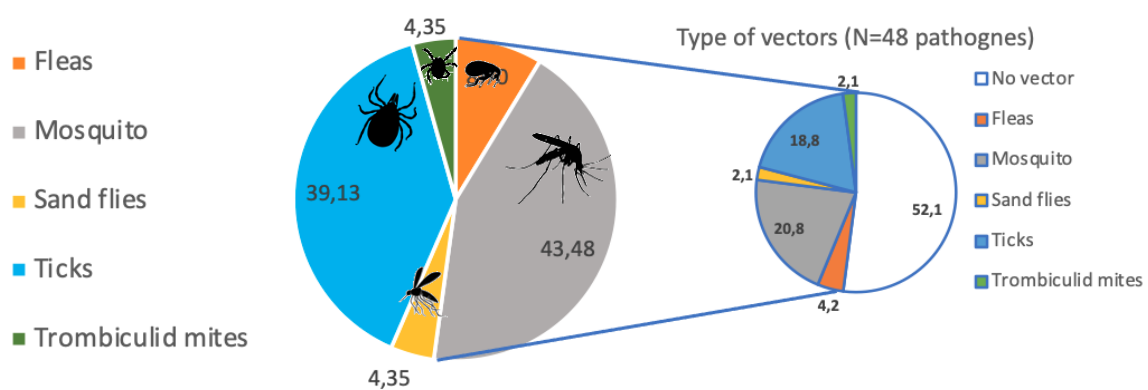 Fleas
Mosquito
Sand flies
Ticks
Trombiculid mites
4,35
43,48
4,35
39,13
Type of vectors (N=48 pathognes)
2,1
18,8
2,1
20,8
4,2
52,1
No vector
Fleas
Mosquito
Sand flies
Ticks
Trombiculid mites